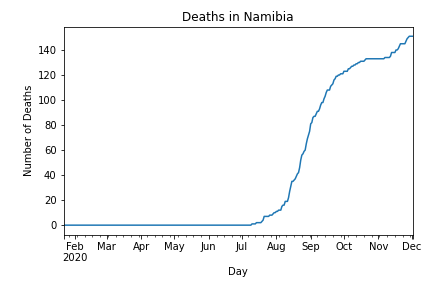 Deaths in Namibia
Number of Deaths
140
120
100
80
60
40
20
0
Feb Mar Apr May Jun Jul Aug Sep Oct Nov Dec
2020
Day